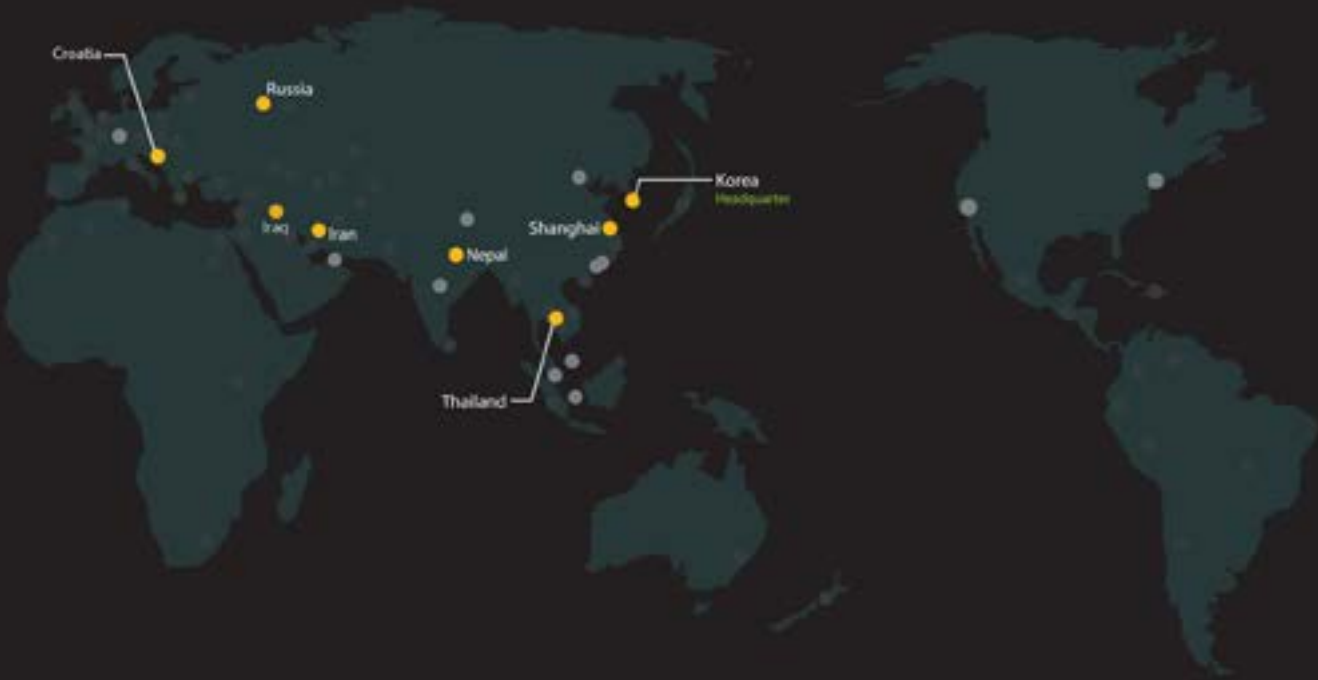 Croatia
Russia
Korea
Headquarter
Shanghai
Iraq
Iran
Nepal
Thailand